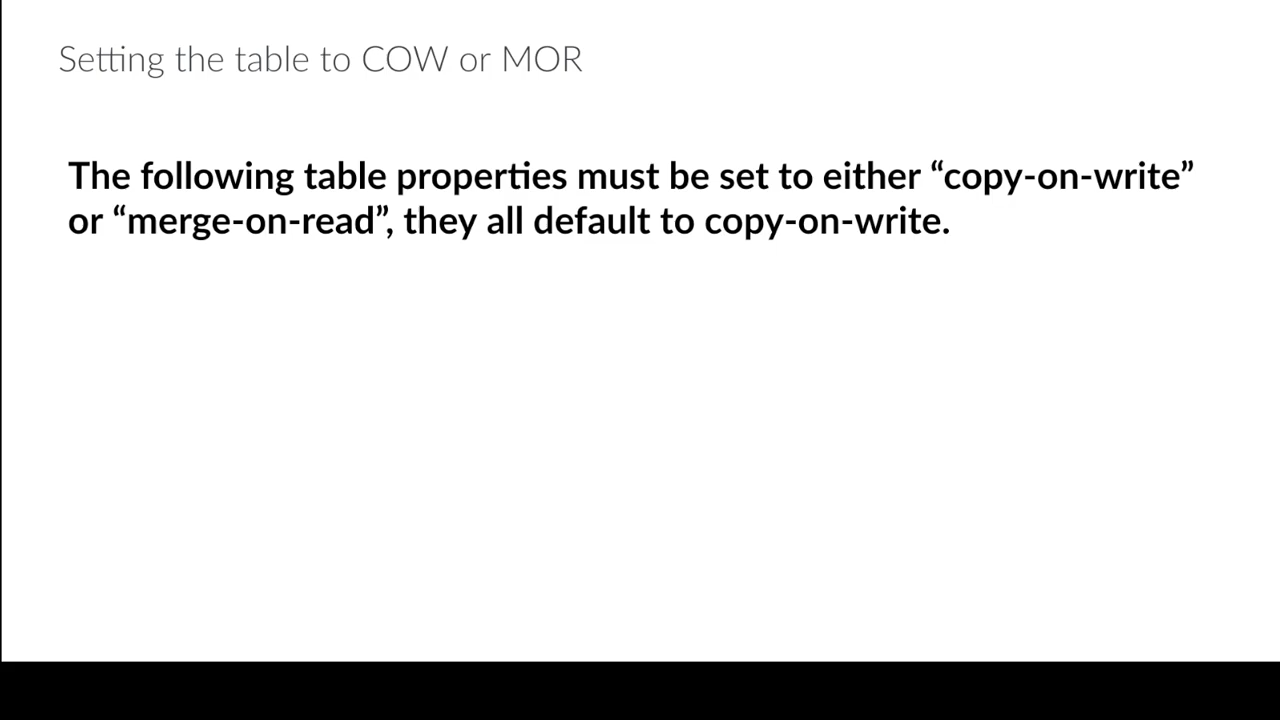 Setting the table to COW or MOR
The following table properties must be set to either “copy-on-write”
or “merge-on-read”, they all default to copy-on-write.